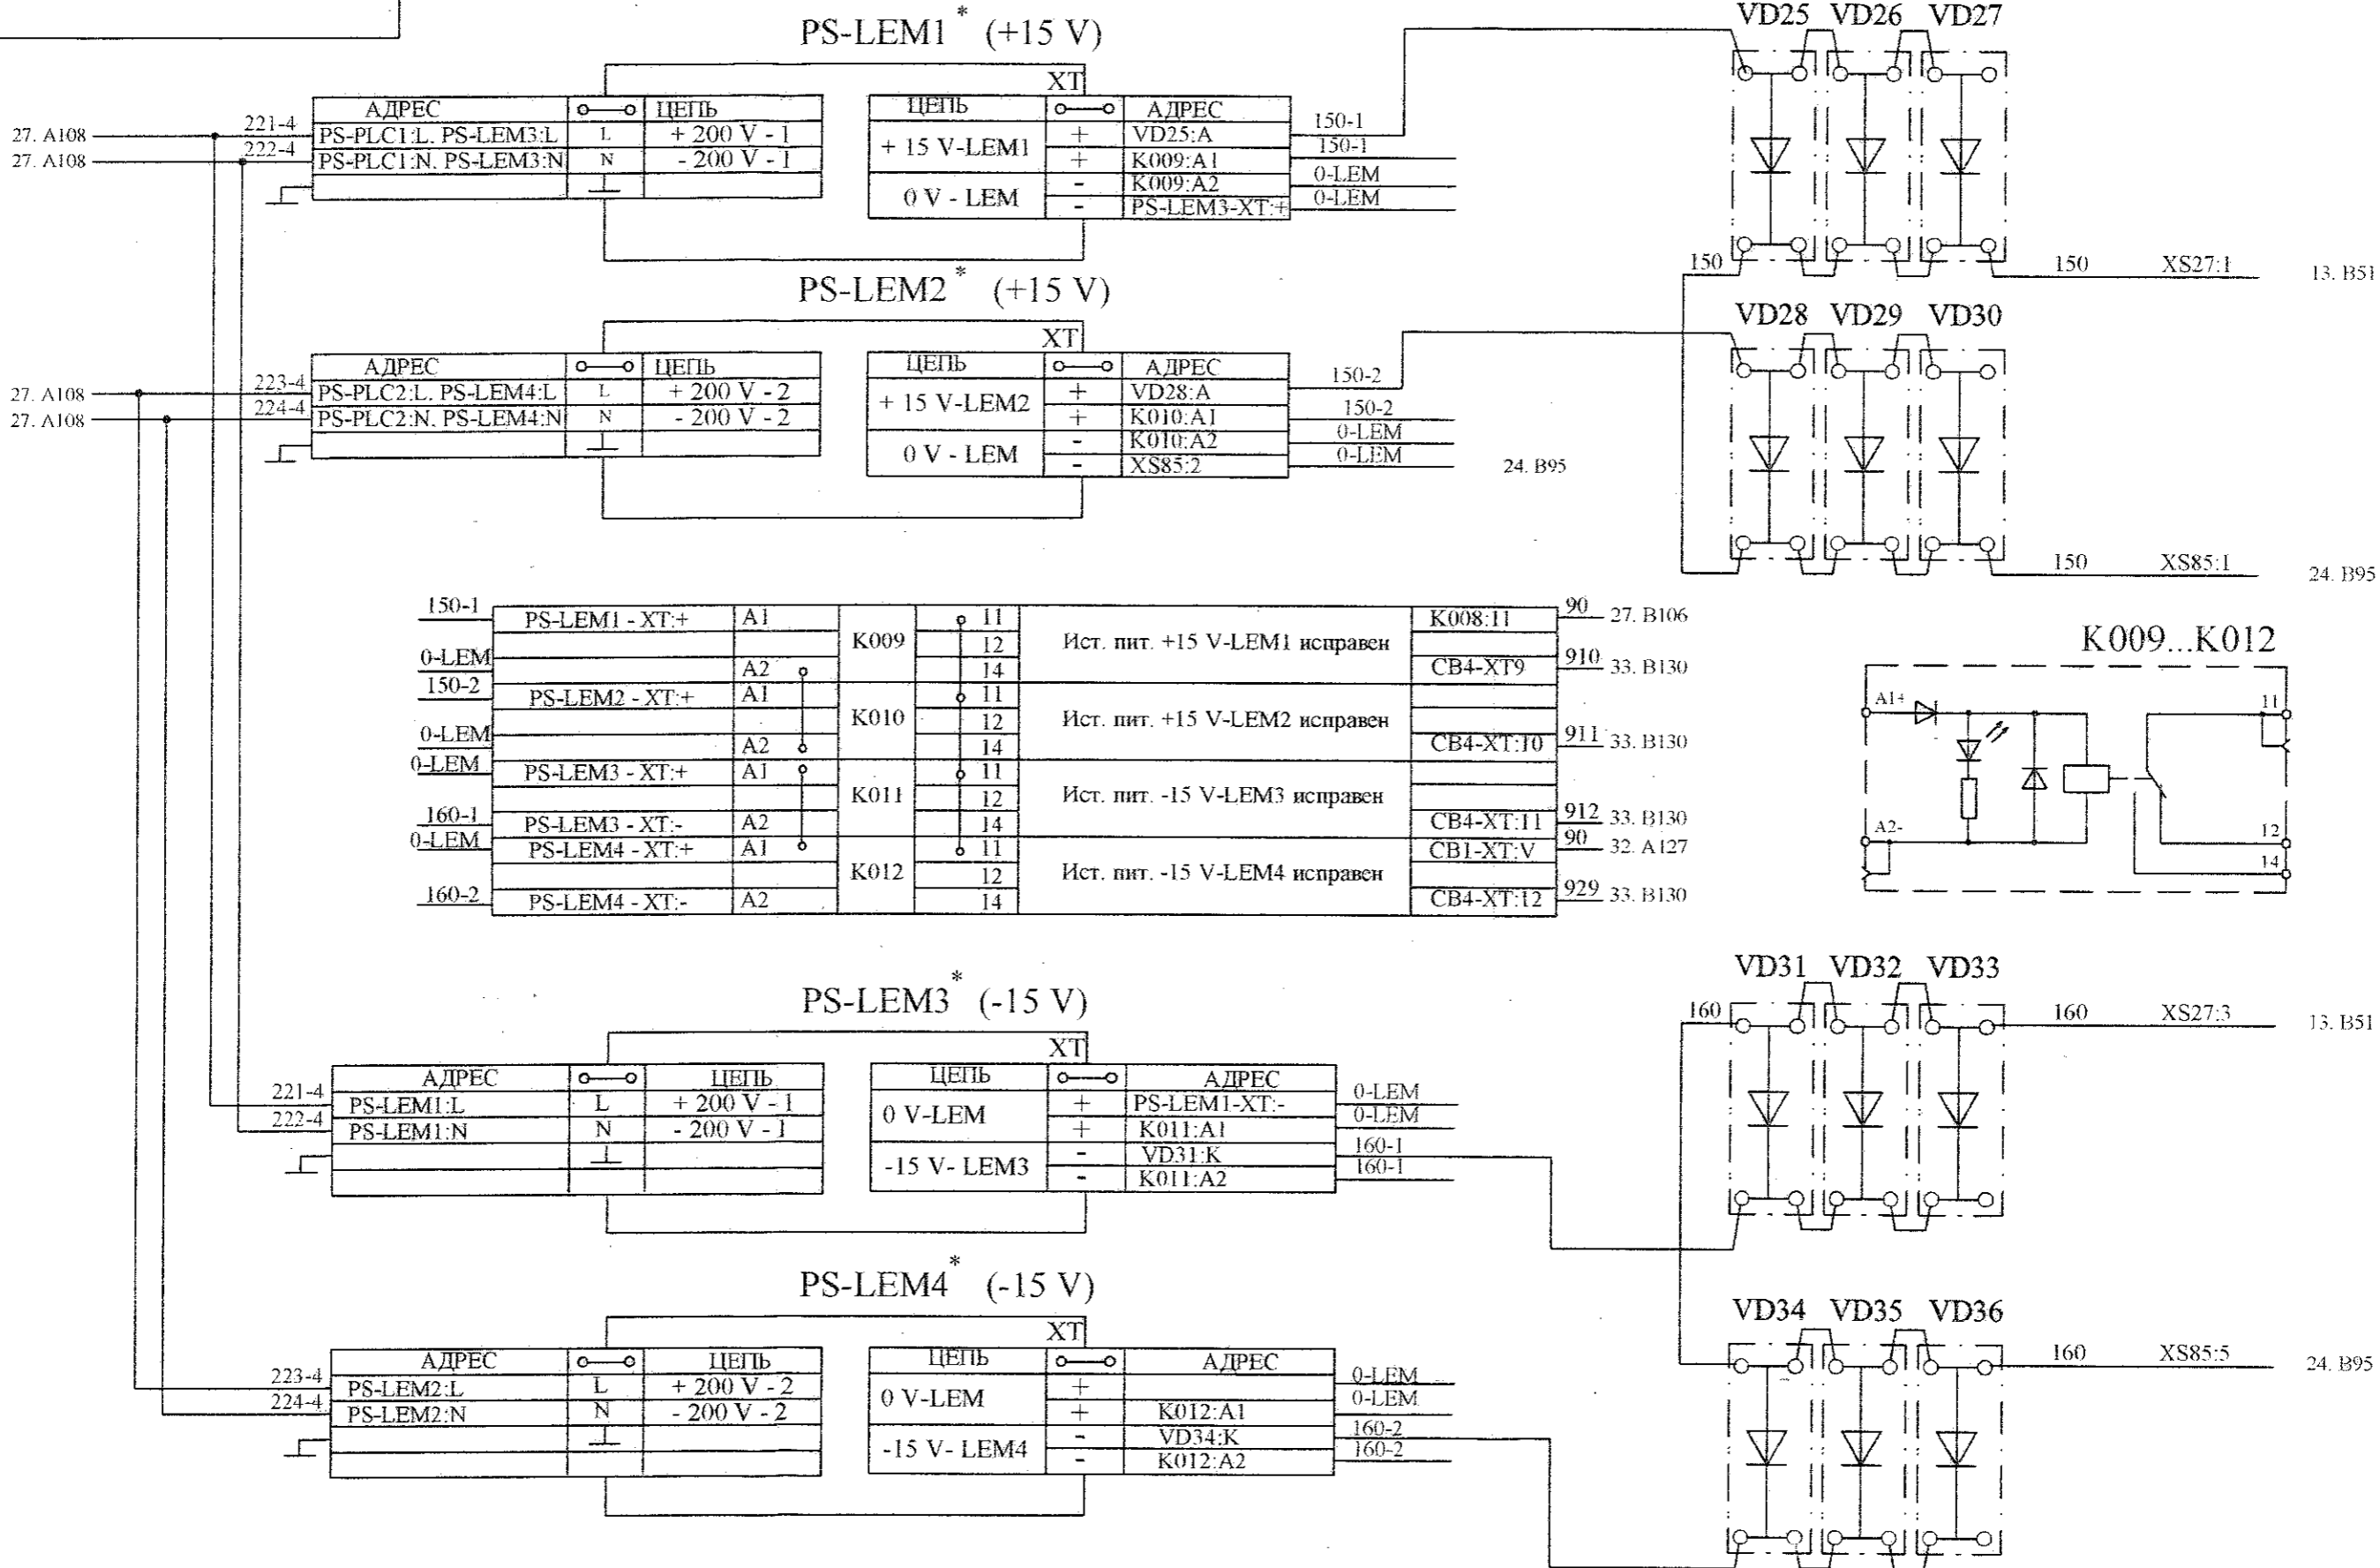 PS-LEM1 * (+15 V)
XT
АДРЕС ЦЕПЬ
27. A108 221-4 PS-PLC1:L. PS-LEM3:L L + 200 V - 1
27. A108 222-4 PS-PLC1:N. PS-LEM3:N N - 200 V - 1
ЦЕПЬ АДРЕС
+ 15 V-LEM1 + VD25:A 150-1
+ K009:A1 150-1
0 V - LEM - K009:A2 0-LEM
- PS-LEM3-XT:+ 0-LEM
VD25 VD26 VD27
150 150 XS27:1 13. B51
PS-LEM2 * (+15 V)
XT
АДРЕС ЦЕПЬ
27. A108 223-4 PS-PLC2:L. PS-LEM4:L L + 200 V - 2
27. A108 224-4 PS-PLC2:N. PS-LEM4:N N - 200 V - 2
ЦЕПЬ АДРЕС
+ 15 V-LEM2 + VD28:A 150-2
+ K010:A1 150-2
0 V - LEM - K010:A2 0-LEM
- XS85:2 0-LEM 24. B95
VD28 VD29 VD30
150 XS85:1 24. B95
150-1 PS-LEM1 - XT:+ A1 K009 11 Ист. пит. +15 V-LEM1 исправен K008:11 90 27. B106
12
0-LEM A2 14 CB4-XT9 910 33. B130
150-2 PS-LEM2 - XT:+ A1 K010 11 Ист. пит. +15 V-LEM2 исправен
12
0-LEM A2 14 CB4-XT:10 911 33. B130
0-LEM PS-LEM3 - XT:+ A1 K011 11 Ист. пит. -15 V-LEM3 исправен
12
160-1 PS-LEM3 - XT:- A2 14 CB4-XT:11 912 33. B130
0-LEM PS-LEM4 - XT:+ A1 K012 11 Ист. пит. -15 V-LEM4 исправен CB1-XT:V 90 32. A127
12
160-2 PS-LEM4 - XT:- A2 14 CB4-XT:12 929 33. B130
K009...K012
A1+ 11
A2- 12
14
PS-LEM3 * (-15 V)
XT
АДРЕС ЦЕПЬ
221-4 PS-LEM1:L L + 200 V - 1
222-4 PS-LEM1:N N - 200 V - 1
ЦЕПЬ АДРЕС
0 V-LEM + PS-LEM1-XT:- 0-LEM
+ K011:A1 0-LEM
-15 V- LEM3 - VD31:K 160-1
- K011:A2 160-1
VD31 VD32 VD33
160 160 XS27:3 13. B51
PS-LEM4 * (-15 V)
XT
АДРЕС ЦЕПЬ
223-4 PS-LEM2:L L + 200 V - 2
224-4 PS-LEM2:N N - 200 V - 2
ЦЕПЬ АДРЕС
0 V-LEM + 0-LEM
+ K012:A1 0-LEM
-15 V- LEM4 - VD34:K 160-2
- K012:A2 160-2
VD34 VD35 VD36
160 XS85:5 24. B95